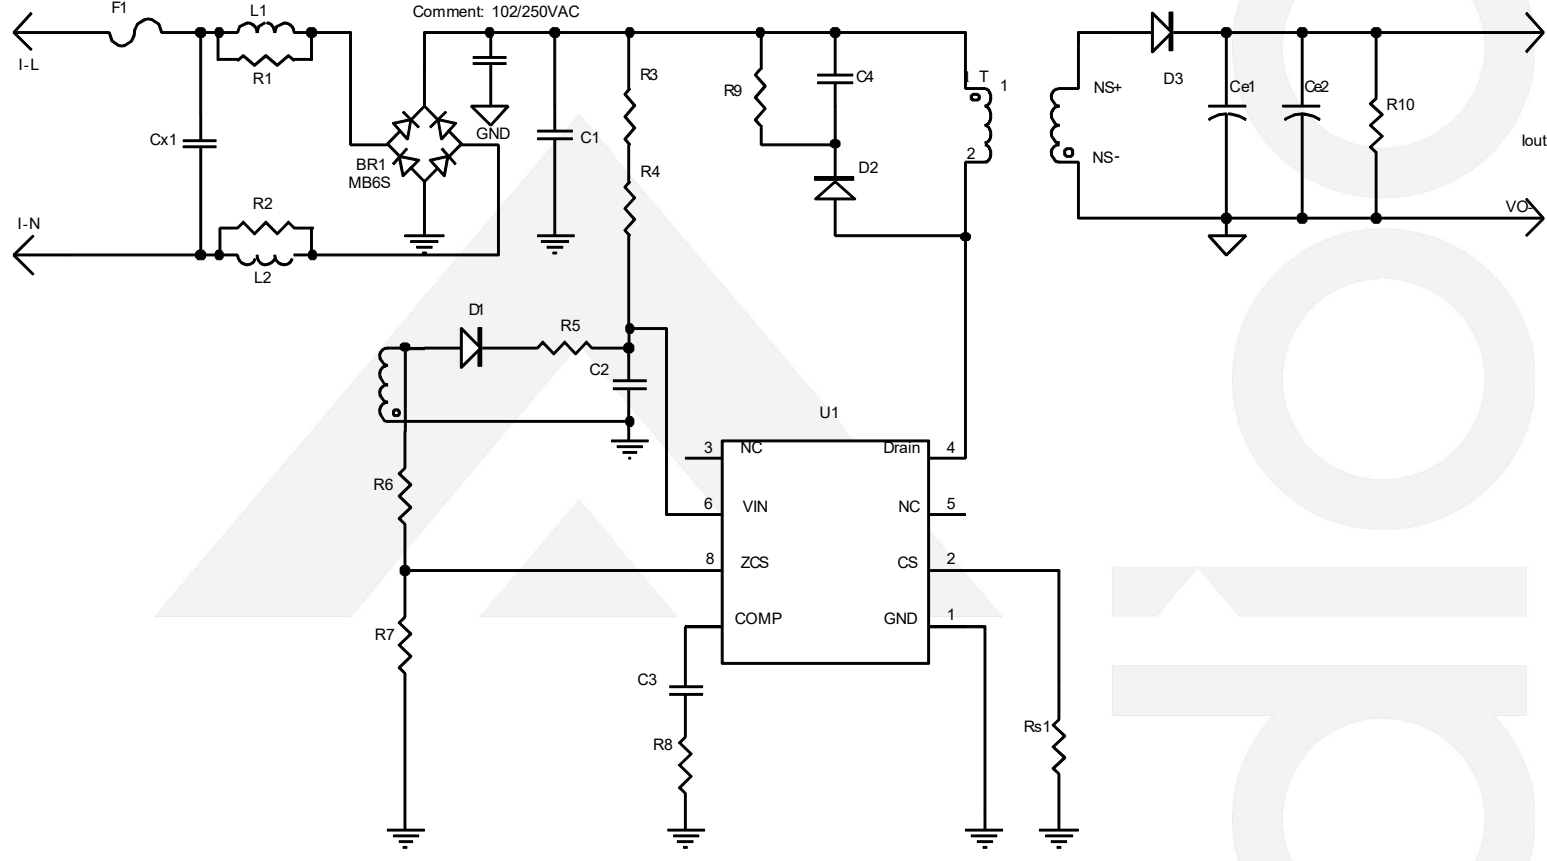 F1
L1
Comment: 102/250VAC
I-L
R1
R3
R9
C4
T
1
D3
NS+
Ce1
Ce2
R10
Cx1
GND
C1
BR1
MB6S
R4
D2
2
NS-
Iout
I-N
R2
VO-
L2
D1
R5
C2
U1
3
NC
Drain
4
R6
6
VIN
NC
5
8
ZCS
CS
2
R7
COMP
GND
1
C3
R8
Rs1